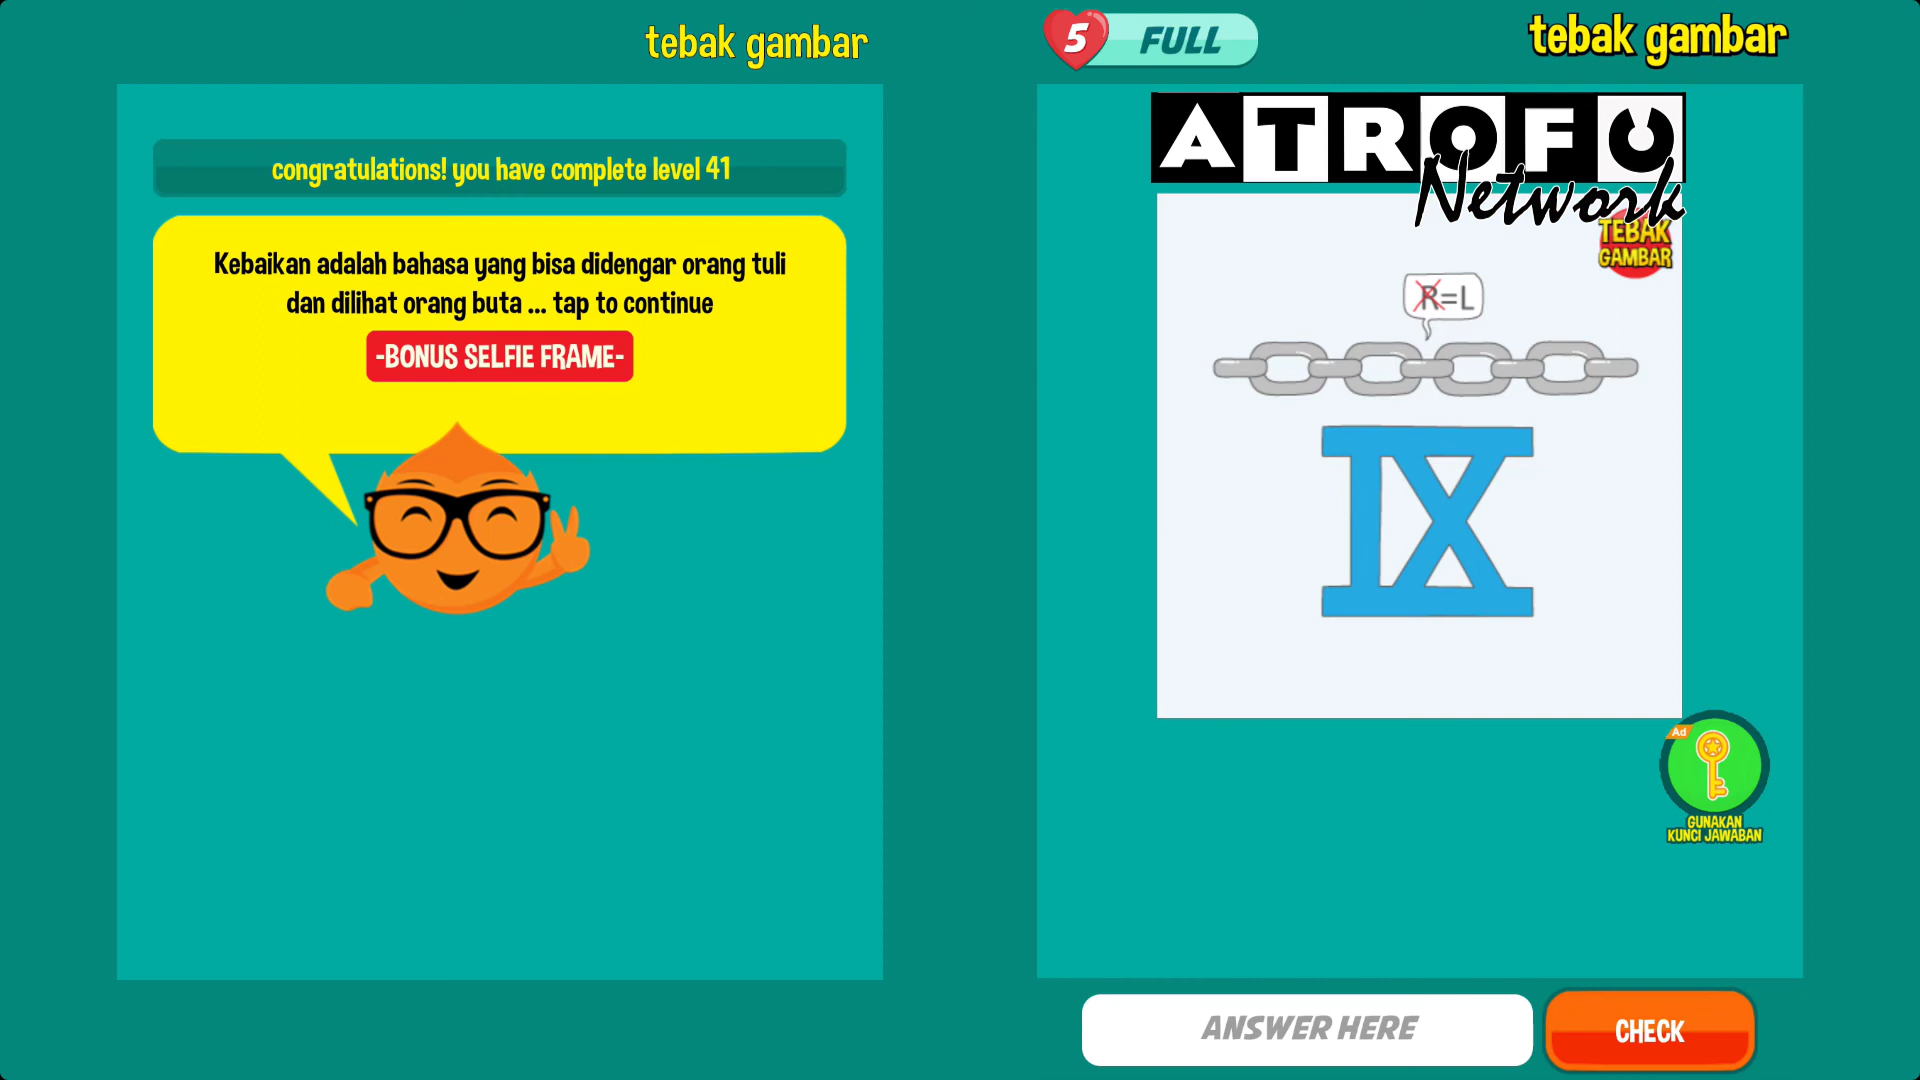 tebak gambar
congratulations! you have complete level 41
Kebaikan adalah bahasa yang bisa didengar orang tuli
dan dilihat orang buta ... tap to continue
-BONUS SELFIE FRAME-
5 FULL
tebak gambar
ATROFU
Network
TEBAK
GAMBAR
R=L
IX
Ad
GUNAKAN
KUNCI JAWABAN
ANSWER HERE
CHECK